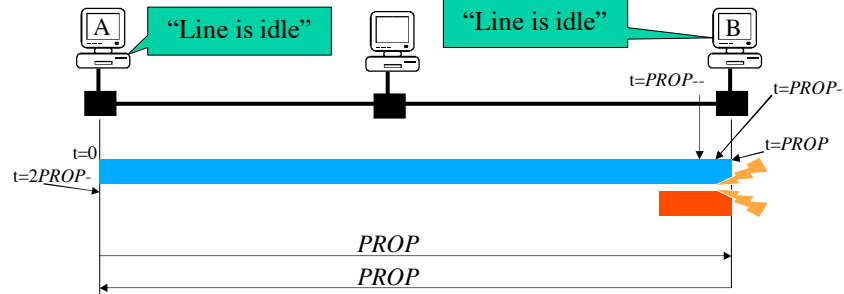 A
“Line is idle”
“Line is idle”
B
t=PROP--
t=PROP-
t=PROP
t=0
t=2PROP-
PROP
PROP